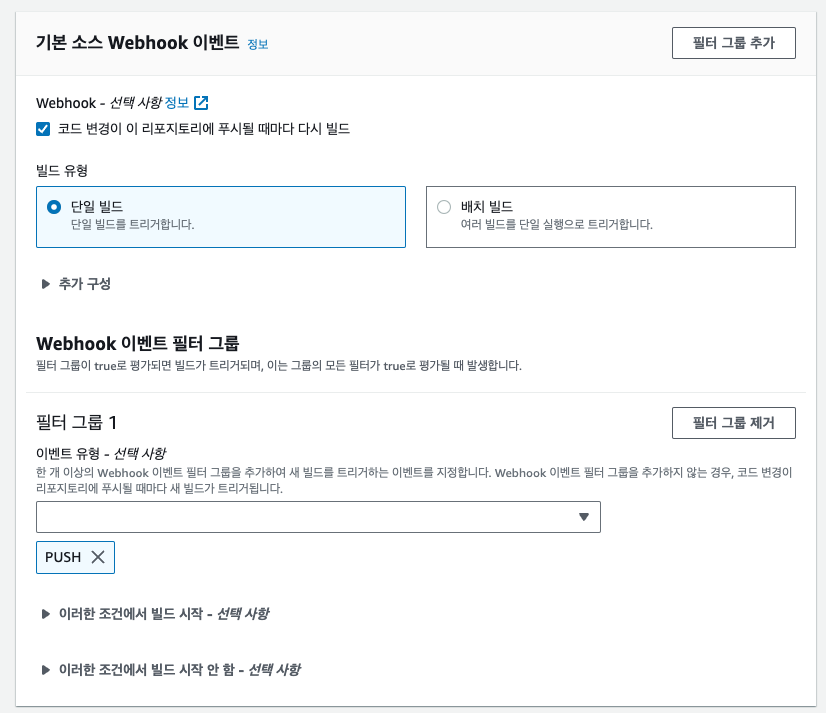 기본 소스 Webhook 이벤트 정보
필터 그룹 추가
Webhook - 선택 사항 정보
코드 변경이 이 리포지토리에 푸시될 때마다 다시 빌드
빌드 유형
단일 빌드
단일 빌드를 트리거합니다.
배치 빌드
여러 빌드를 단일 실행으로 트리거합니다.
추가 구성
Webhook 이벤트 필터 그룹
필터 그룹이 true로 평가되면 빌드가 트리거되며, 이는 그룹의 모든 필터가 true로 평가될 때 발생합니다.
필터 그룹 1
필터 그룹 제거
이벤트 유형 - 선택 사항
한 개 이상의 Webhook 이벤트 필터 그룹을 추가하여 새 빌드를 트리거하는 이벤트를 지정합니다. Webhook 이벤트 필터 그룹을 추가하지 않는 경우, 코드 변경이
리포지토리에 푸시될 때마다 새 빌드가 트리거됩니다.
PUSH
이러한 조건에서 빌드 시작 - 선택 사항
이러한 조건에서 빌드 시작 안 함 - 선택 사항